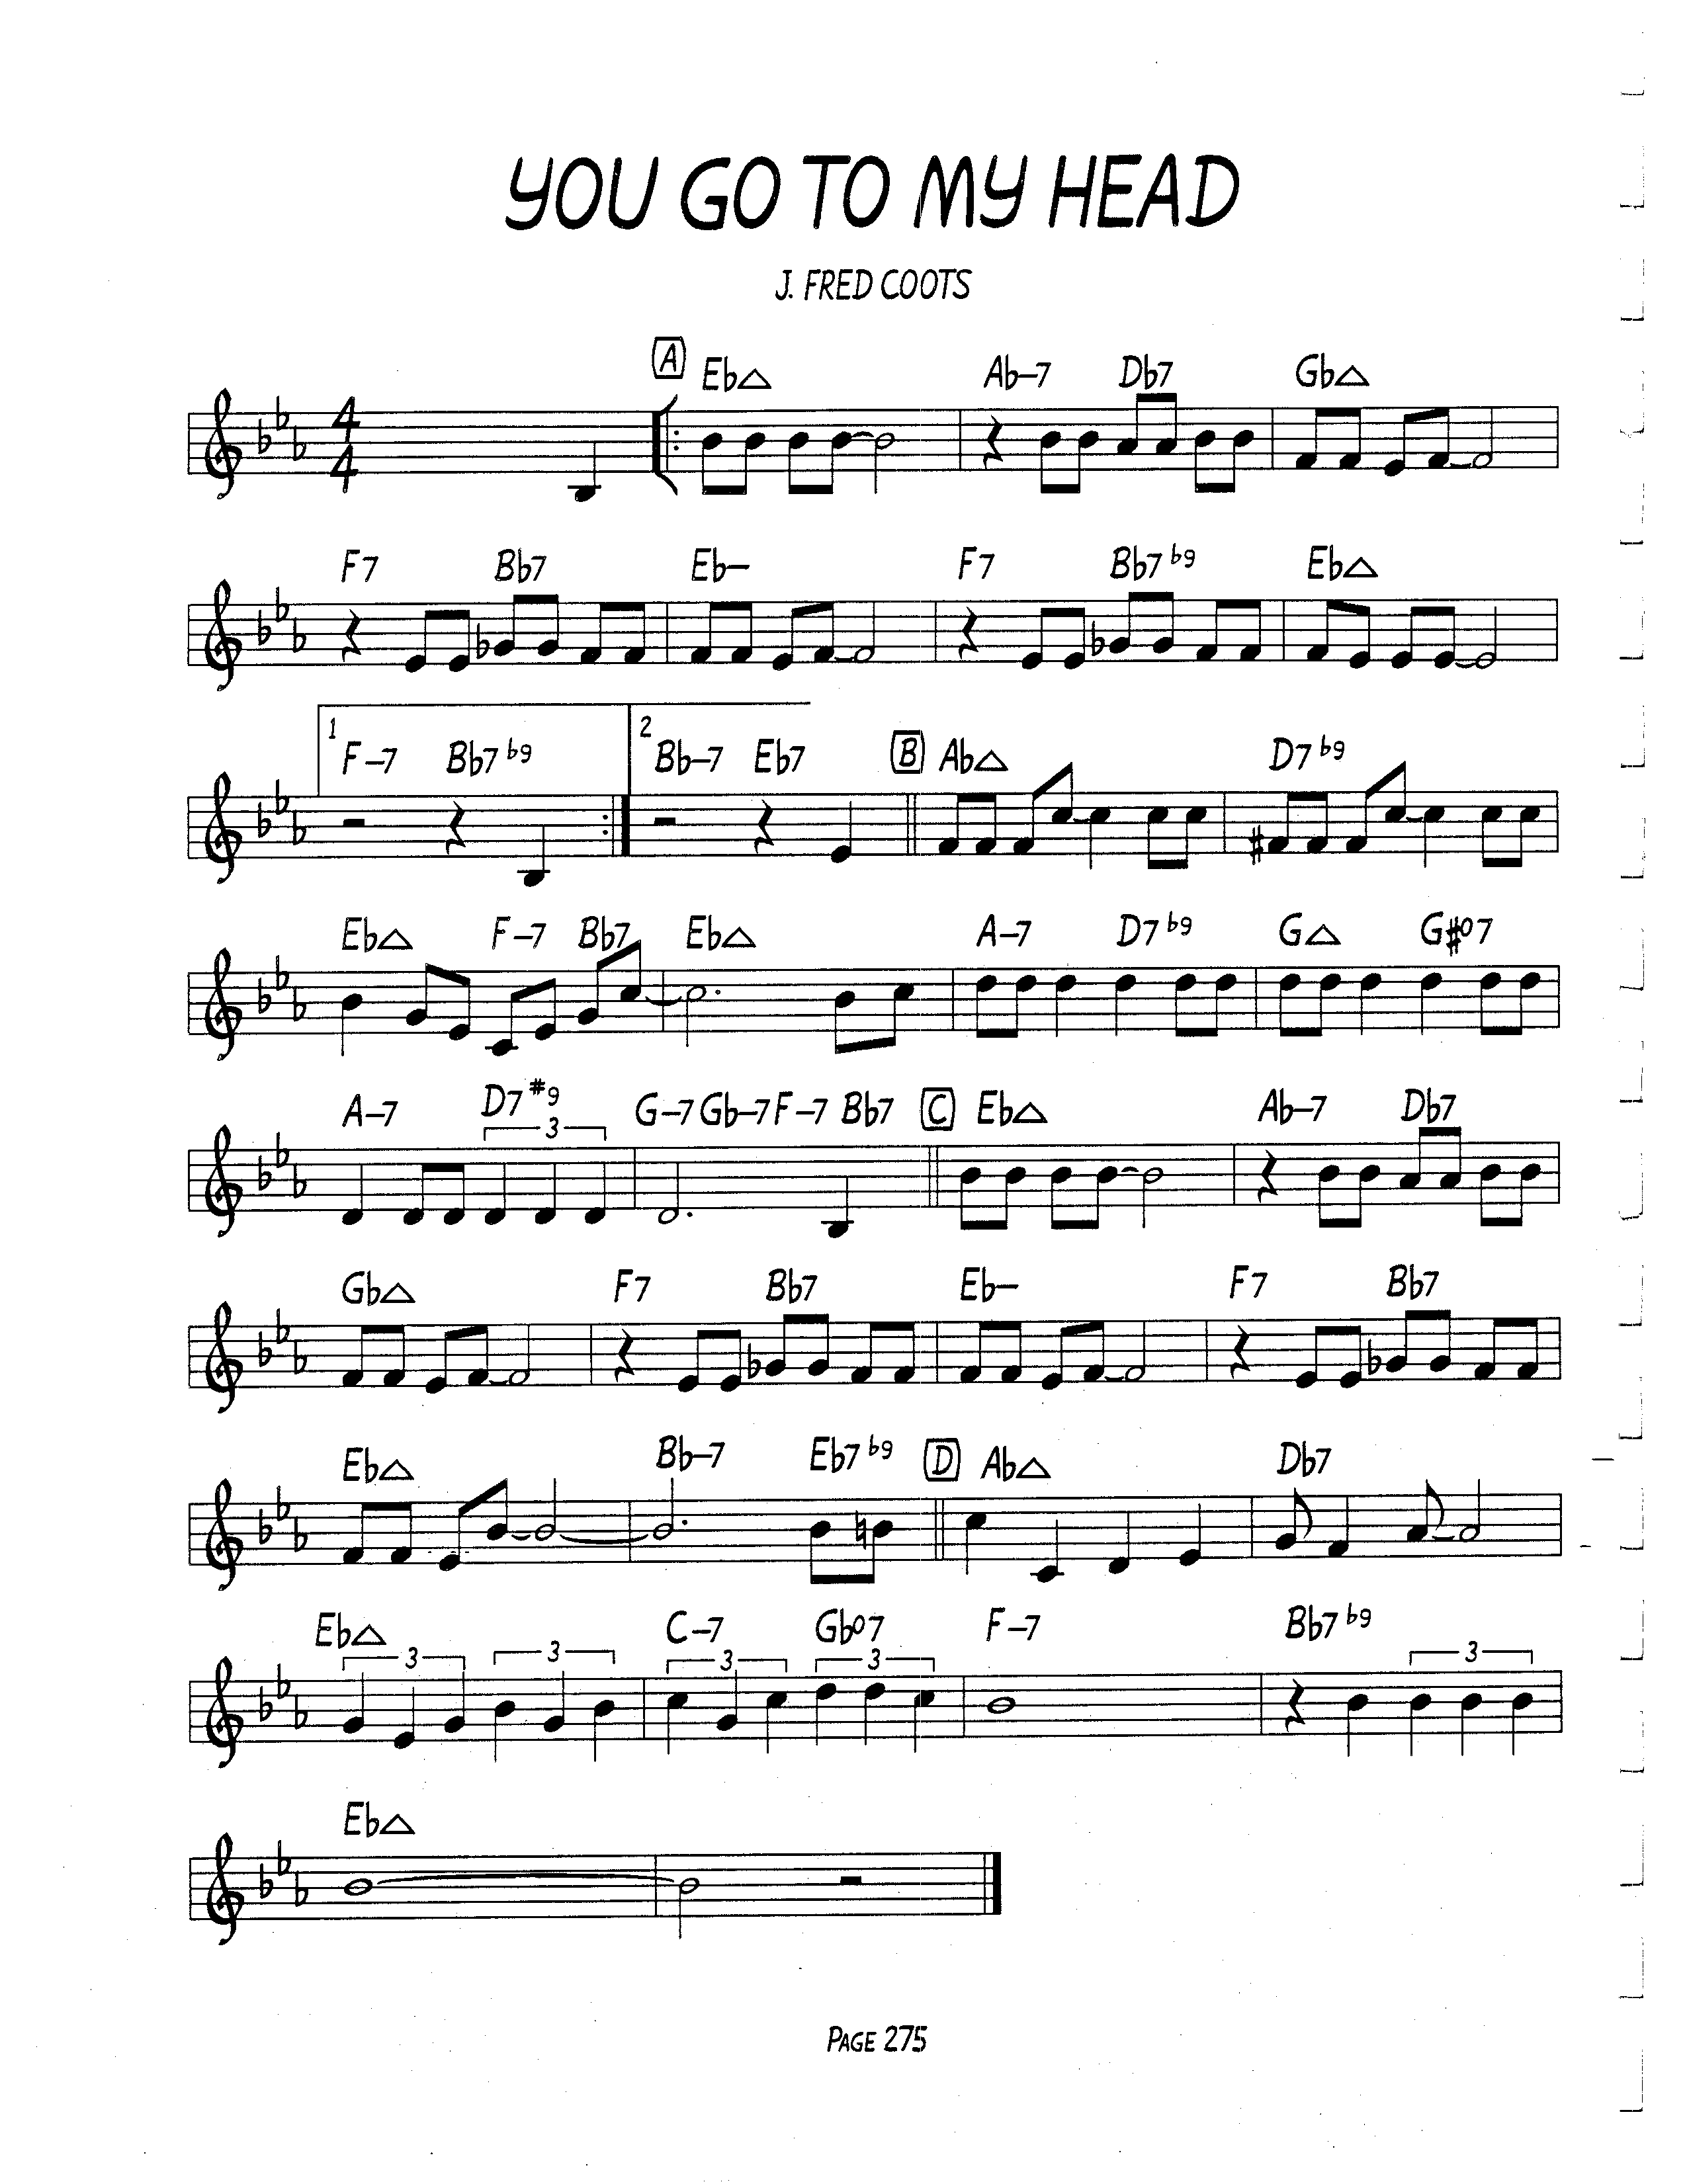 YOU GO TO MY HEAD
J. FRED COOTS
A Eb△ Ab-7 Db7 Gb△
4
4
F7 Bb7 Eb- F7 Bb7 b9 Eb△
1 2
F-7 Bb7 b9 Bb-7 Eb7 B Ab△ D7 b9
Eb△ F-7 Bb7 Eb△ A-7 D7 b9 G△ G#o7
A-7 D7 #9 G-7 Gb-7 F-7 Bb7 C Eb△ Ab-7 Db7
3
Gb△ F7 Bb7 Eb- F7 Bb7
Eb△ Bb-7 Eb7 b9 D Ab△ Db7
Eb△ C-7 Gbo7 F-7 Bb7 b9
3 3 3 3 3
Eb△
PAGE 275